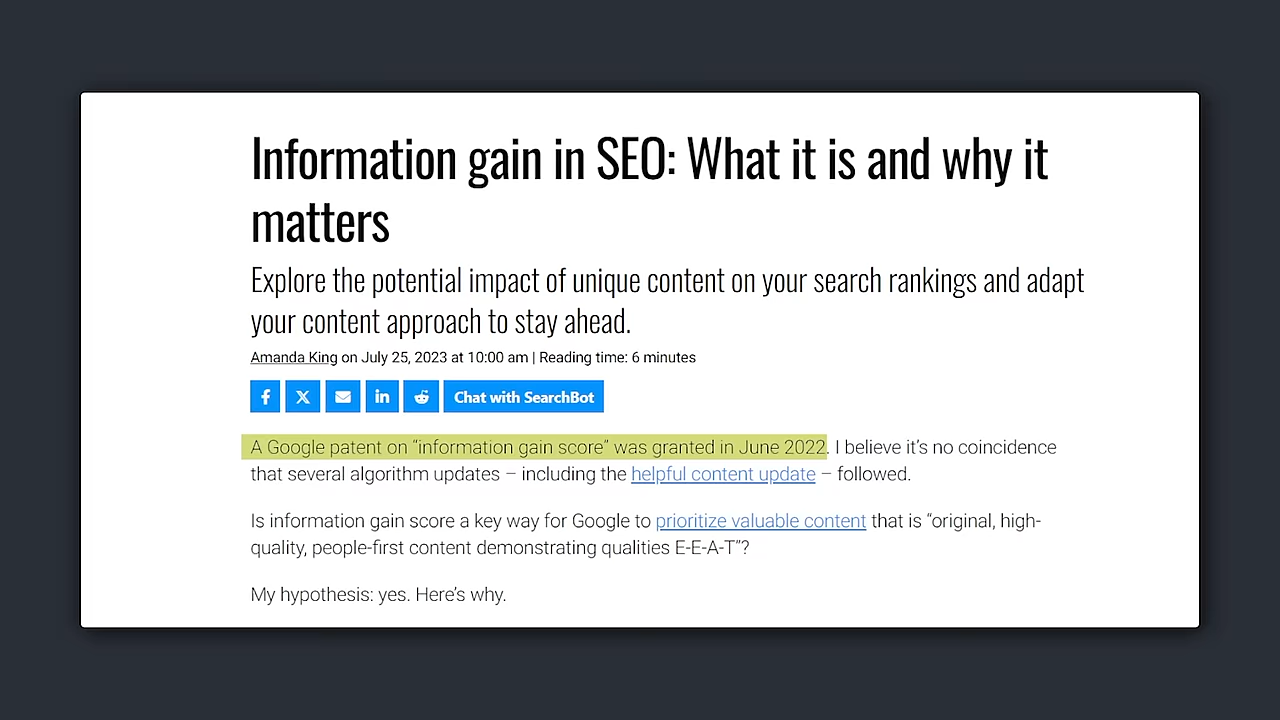 Information gain in SEO: What it is and why it
matters
Explore the potential impact of unique content on your search rankings and adapt
your content approach to stay ahead.
Amanda King on July 25, 2023 at 10:00 am | Reading time: 6 minutes
Chat with SearchBot
A Google patent on “information gain score” was granted in June 2022. I believe it’s no coincidence
that several algorithm updates – including the helpful content update – followed.
Is information gain score a key way for Google to prioritize valuable content that is “original, high-
quality, people-first content demonstrating qualities E-E-A-T”?
My hypothesis: yes. Here’s why.